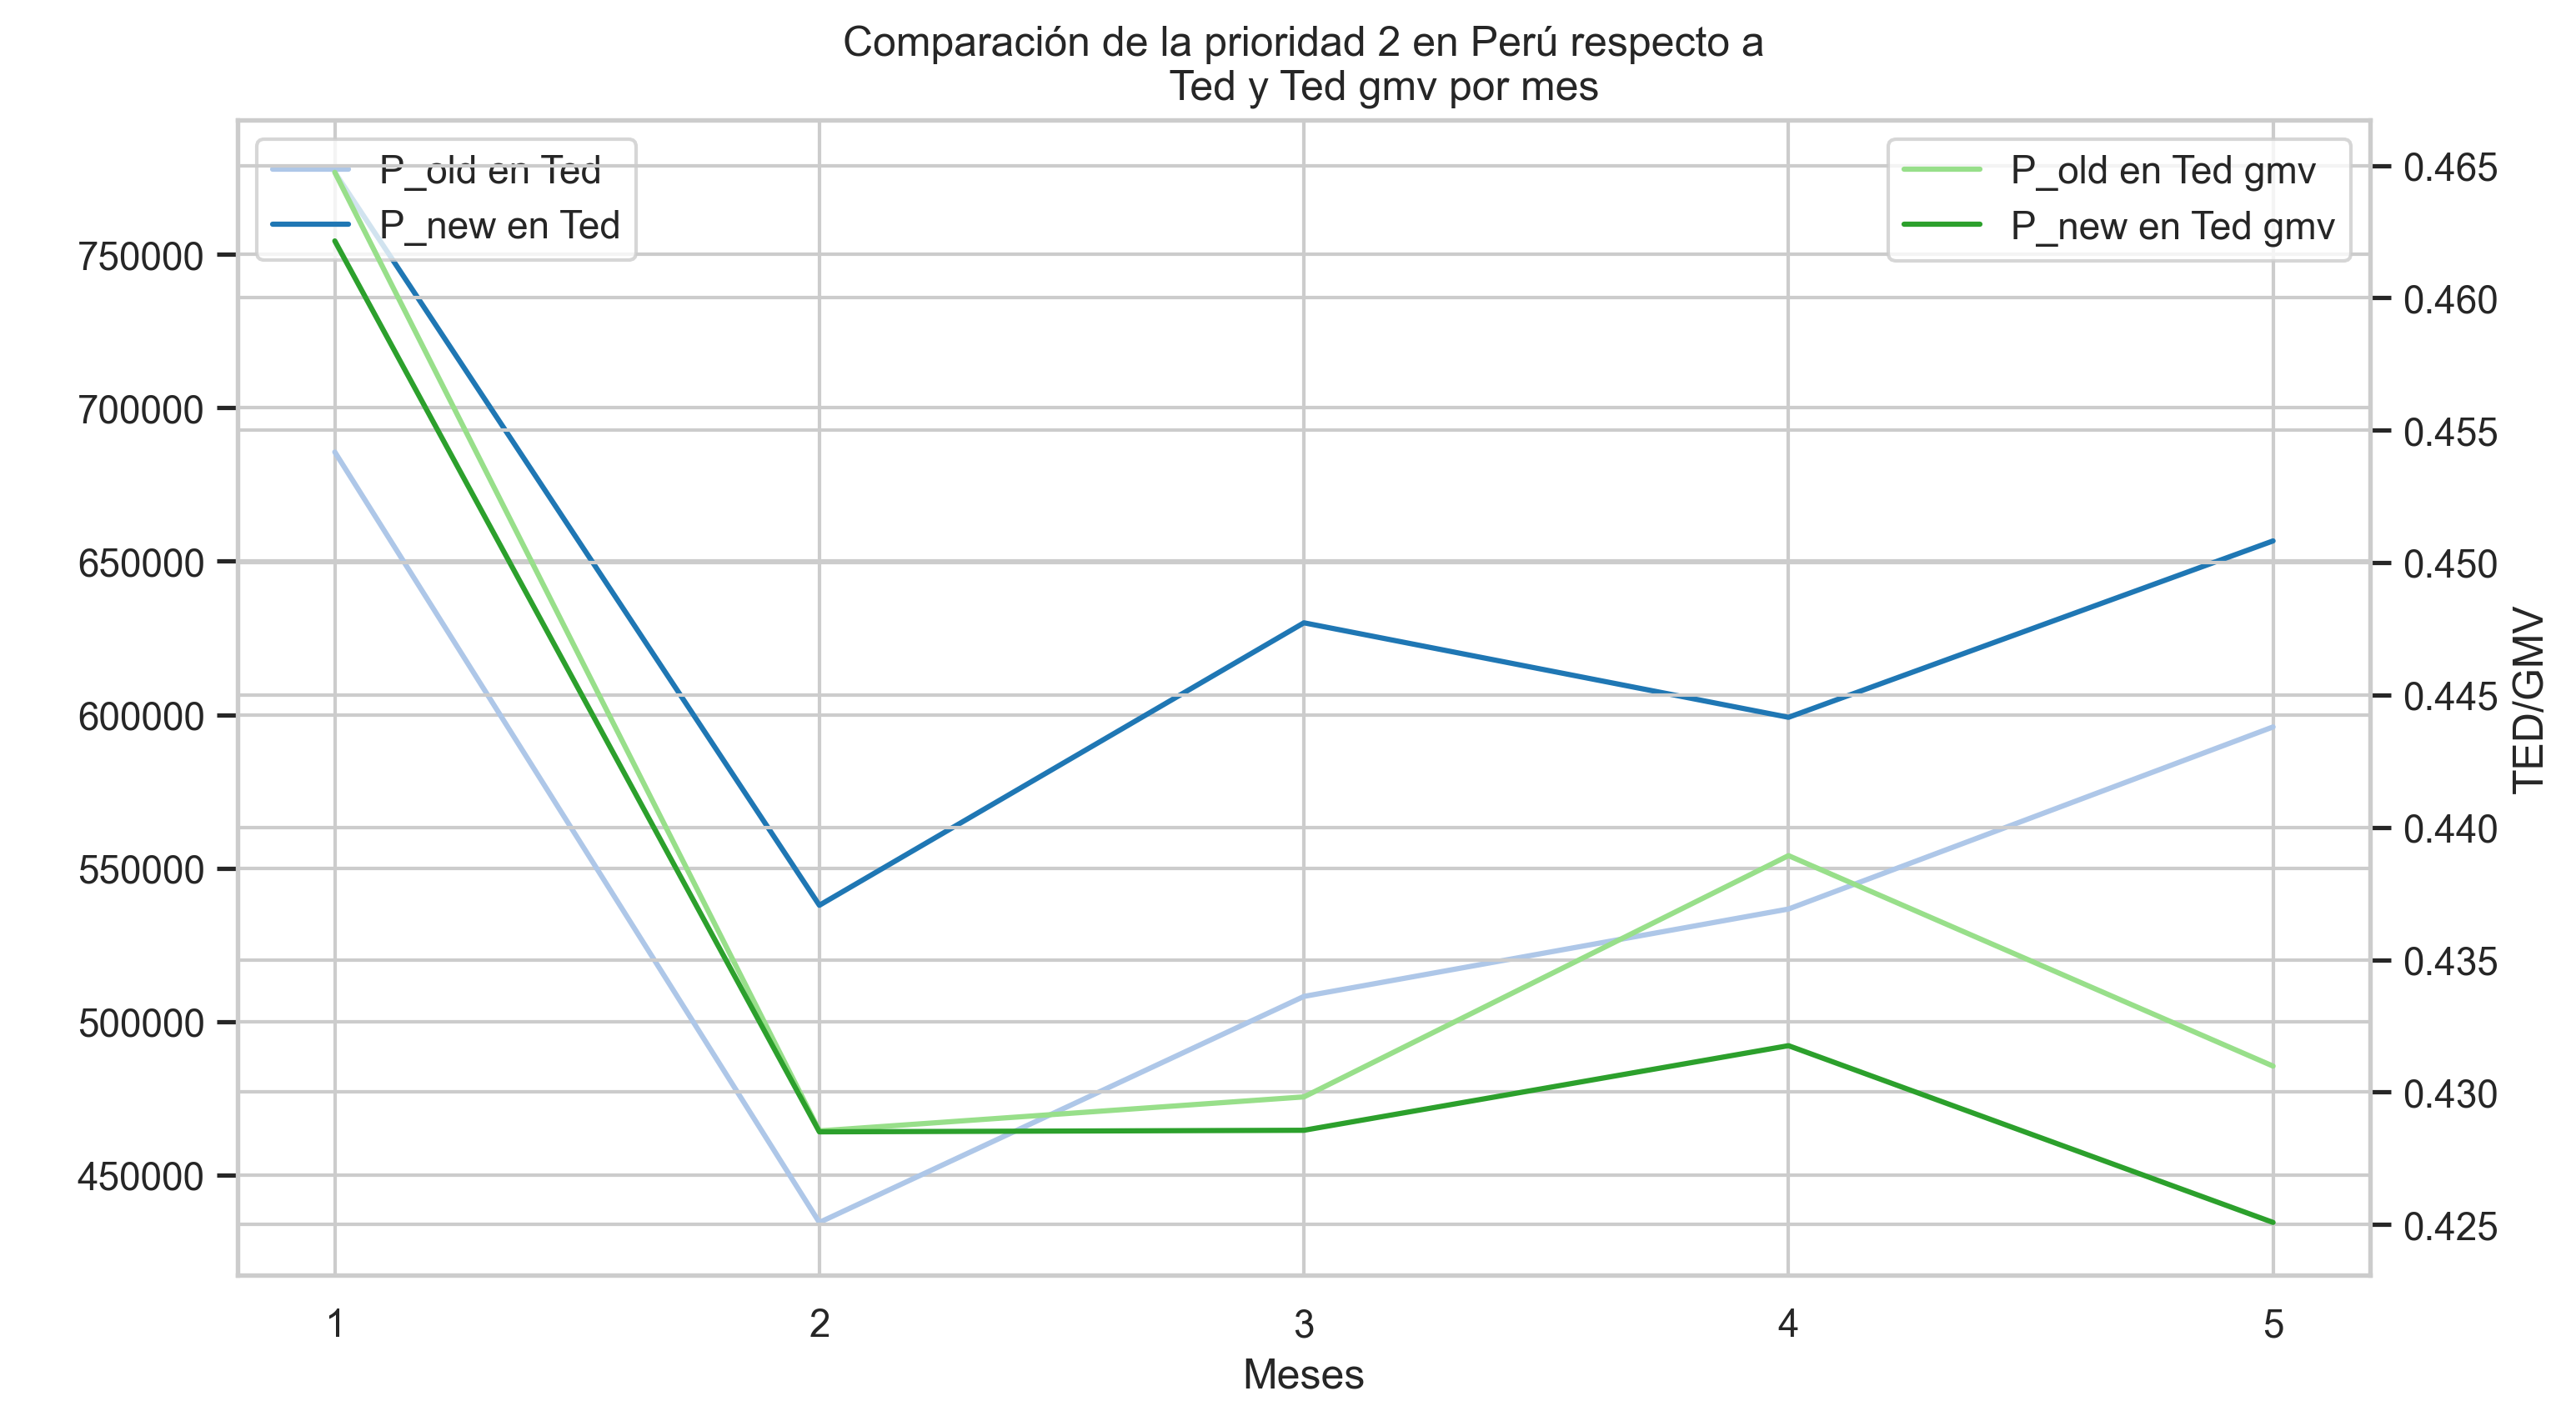 Comparación de la prioridad 2 en Perú respecto a
Ted y Ted gmv por mes
P_old en Ted
P_new en Ted
P_old en Ted gmv
P_new en Ted gmv
750000
700000
650000
600000
550000
500000
450000
0.465
0.460
0.455
0.450
0.445
0.440
0.435
0.430
0.425
TED/GMV
1 2 3 4 5
Meses